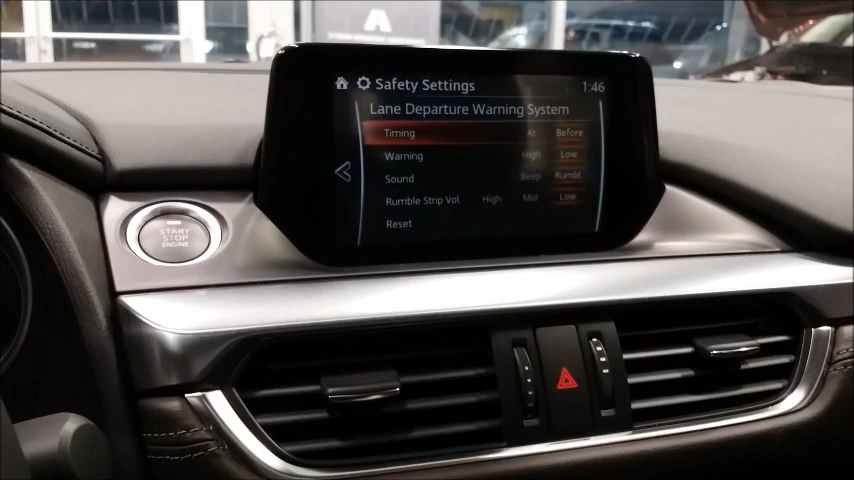 Safety Settings 1:46
Lane Departure Warning System
Timing At Before
Warning High Low
Sound Beep Rumbl.
Rumble Strip Vol. High Mid Low
Reset
START
STOP
ENGINE